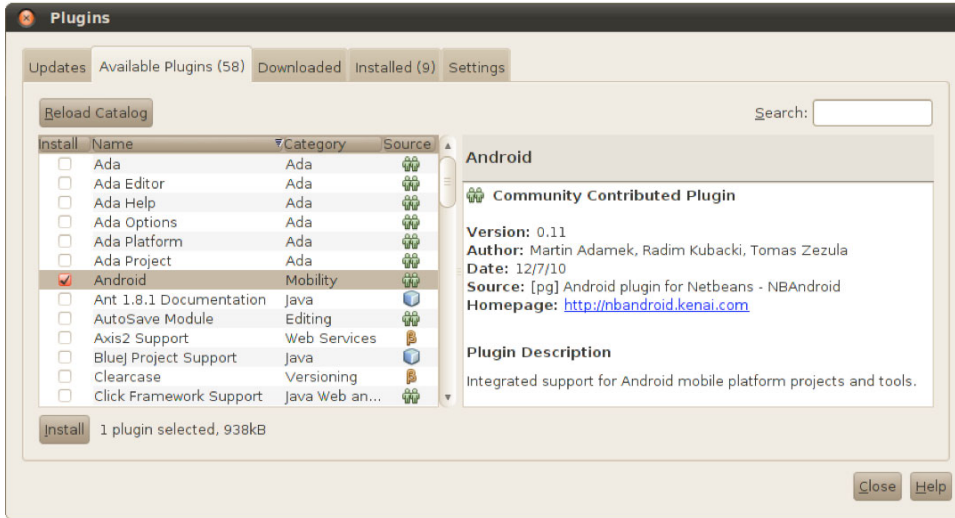 Plugins
Updates Available Plugins (58) Downloaded Installed (9) Settings
Reload Catalog
Search:
Install Name Category Source
Ada Ada
Ada Editor Ada
Ada Help Ada
Ada Options Ada
Ada Platform Ada
Ada Project Ada
Android Mobility
Ant 1.8.1 Documentation Java
AutoSave Module Editing
Axis2 Support Web Services
BlueJ Project Support Java
Clearcase Versioning
Click Framework Support Java Web an...
Android
Community Contributed Plugin
Version: 0.11
Author: Martin Adamek, Radim Kubacki, Tomas Zezula
Date: 12/7/10
Source: [pg] Android plugin for Netbeans - NBAndroid
Homepage: http://nbandroid.kenai.com
Plugin Description
Integrated support for Android mobile platform projects and tools.
Install 1 plugin selected, 938kB
Close Help